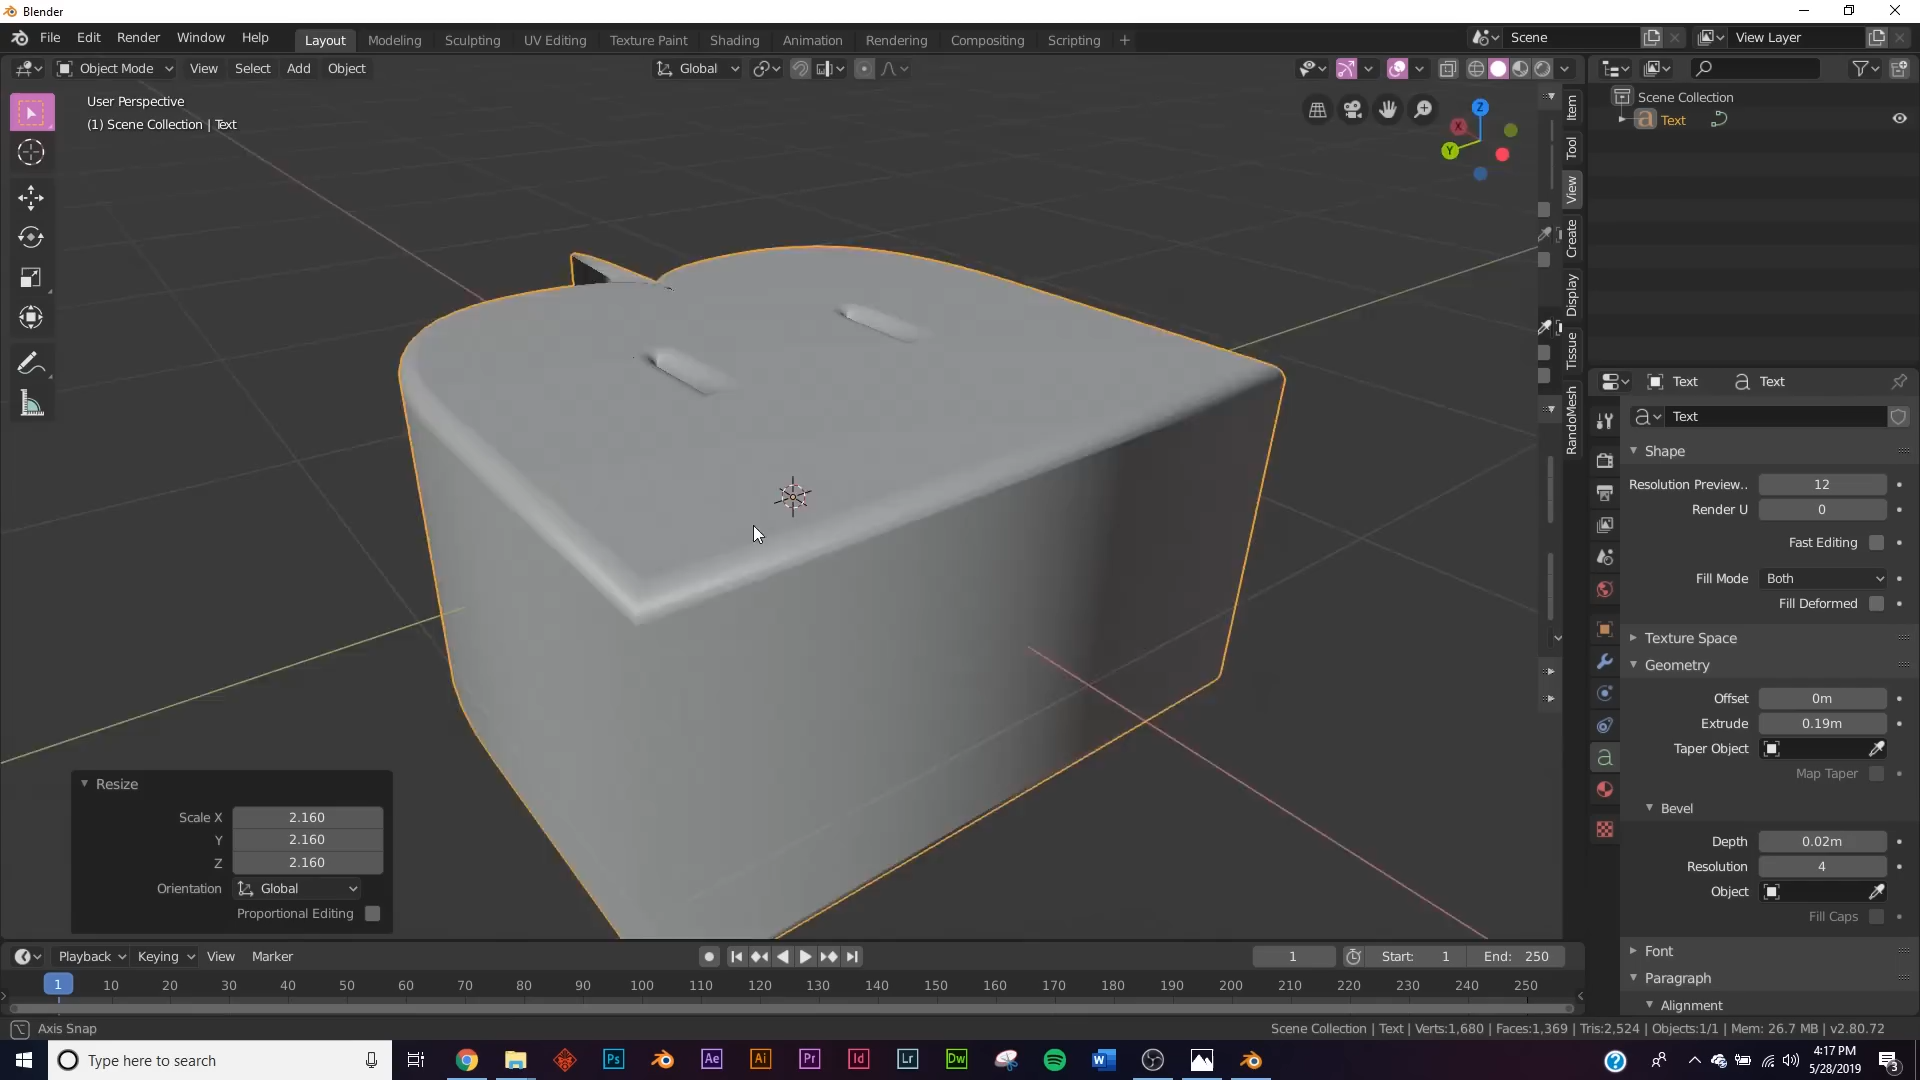 Blender
File Edit Render Window Help Layout Modeling Sculpting UV Editing Texture Paint Shading Animation Rendering Compositing Scripting + Scene View Layer
Object Mode View Select Add Object Global
User Perspective
(1) Scene Collection | Text
Z
X
Y
Item
Tool
View
Create
Display
Tissue
RandoMesh
Scene Collection
Text
Text Text
Text
Shape
Resolution Preview.. 12
Render U 0
Fast Editing
Fill Mode Both
Fill Deformed
Texture Space
Geometry
Offset 0m
Extrude 0.19m
Taper Object
Map Taper
Bevel
Depth 0.02m
Resolution 4
Object
Fill Caps
Font
Paragraph
Alignment
Resize
Scale X 2.160
Y 2.160
Z 2.160
Orientation Global
Proportional Editing
Playback Keying View Marker 1 Start: 1 End: 250
1 10 20 30 40 50 60 70 80 90 100 110 120 130 140 150 160 170 180 190 200 210 220 230 240 250
Axis Snap Scene Collection | Text | Verts:1,680 | Faces:1,369 | Tris:2,524 | Objects:1/1 | Mem: 26.7 MB | v2.80.72
Type here to search Ps Ae Ai Pr Id Lr Dw W ? 4:17 PM
5/28/2019 3